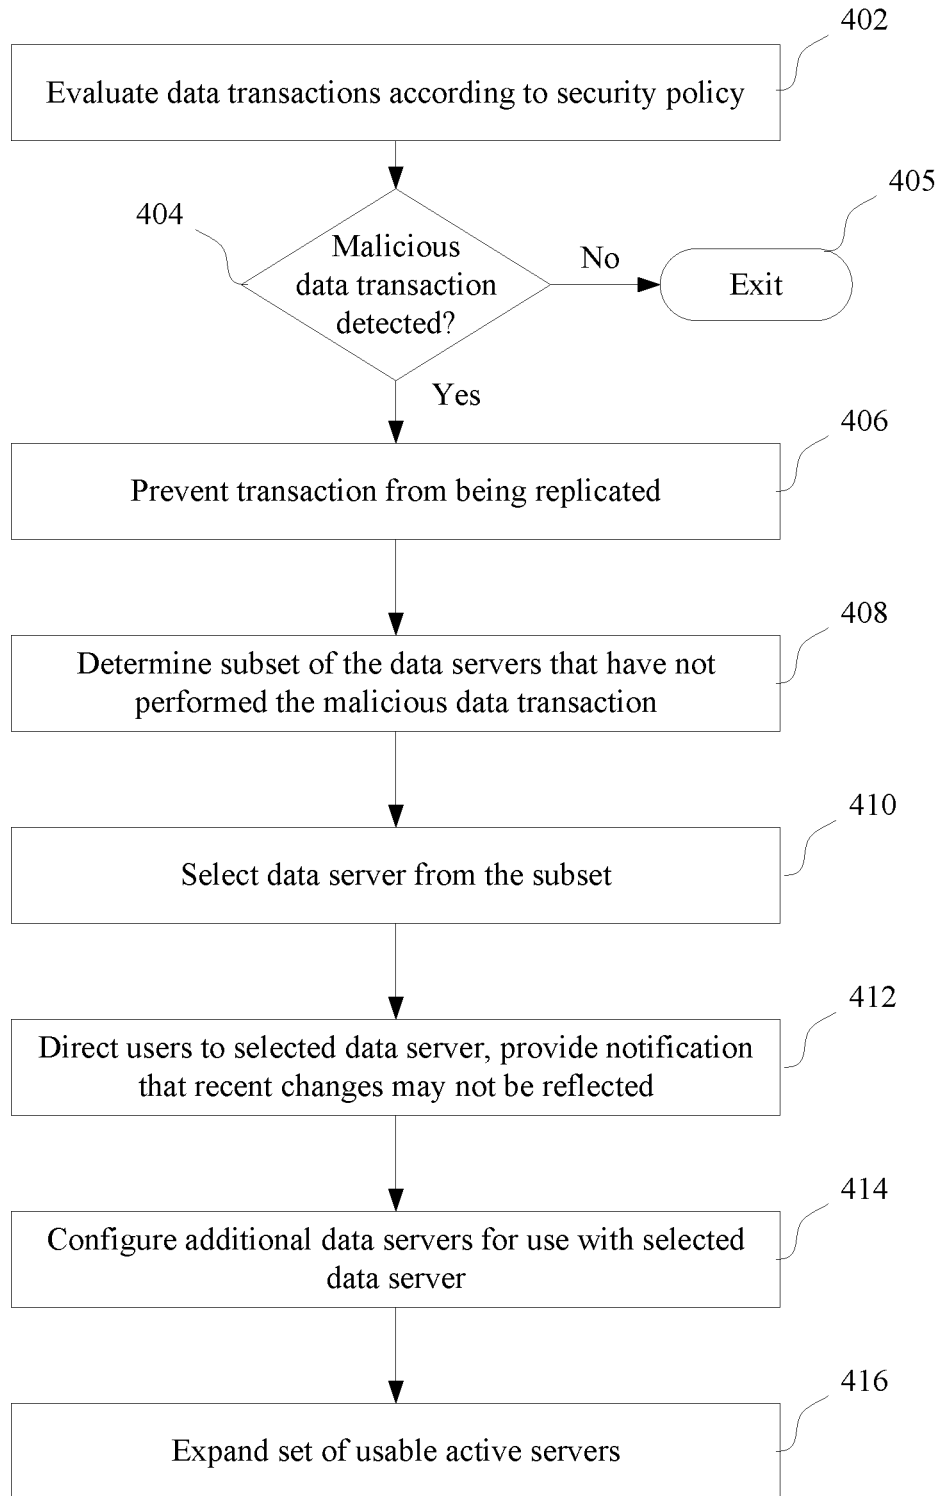 402
Evaluate data transactions according to security policy
405
404
Malicious
data transaction
detected?
No
Exit
Yes
406
Prevent transaction from being replicated
408
Determine subset of the data servers that have not
performed the malicious data transaction
410
Select data server from the subset
412
Direct users to selected data server, provide notification
that recent changes may not be reflected
414
Configure additional data servers for use with selected
data server
416
Expand set of usable active servers